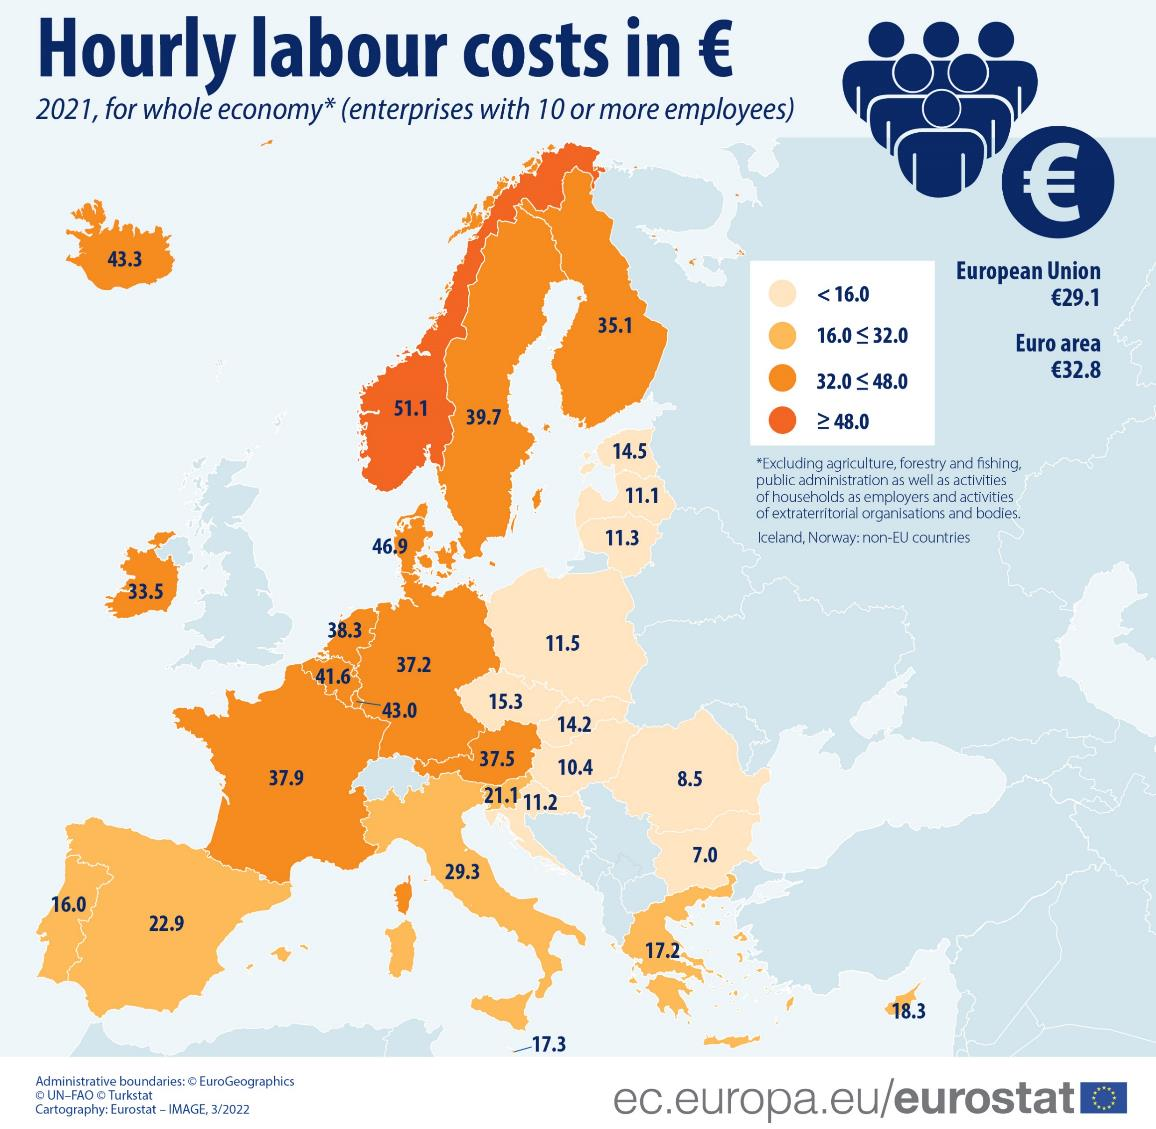 Hourly labour costs in €
2021, for whole economy* (enterprises with 10 or more employees)
€
European Union
€29.1
Euro area
€32.8
< 16.0
16.0 ≤ 32.0
32.0 ≤ 48.0
≥ 48.0
*Excluding agriculture, forestry and fishing,
public administration as well as activities
of households as employers and activities
of extraterritorial organisations and bodies.
Iceland, Norway: non-EU countries
43.3
35.1
51.1
39.7
14.5
11.1
11.3
46.9
33.5
38.3
11.5
37.2
41.6
15.3
43.0
14.2
37.5
10.4
37.9
8.5
21.1
11.2
7.0
29.3
16.0
22.9
17.2
18.3
17.3
Administrative boundaries: © EuroGeographics
© UN–FAO © Turkstat
Cartography: Eurostat – IMAGE, 3/2022
ec.europa.eu/eurostat